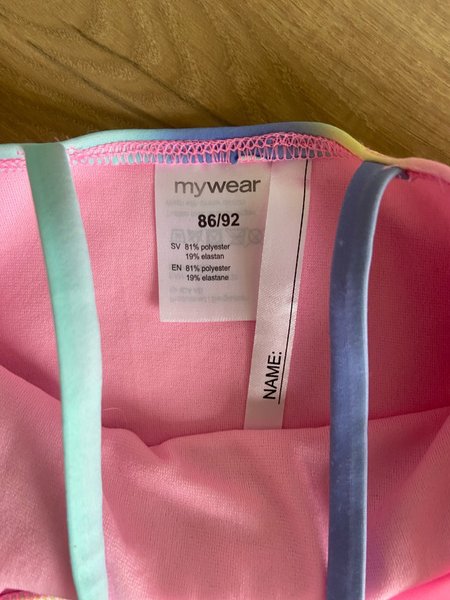 mywear
86/92
SV 81% polyester
19% elastan
EN 81% polyester
19% elastane
NAME: